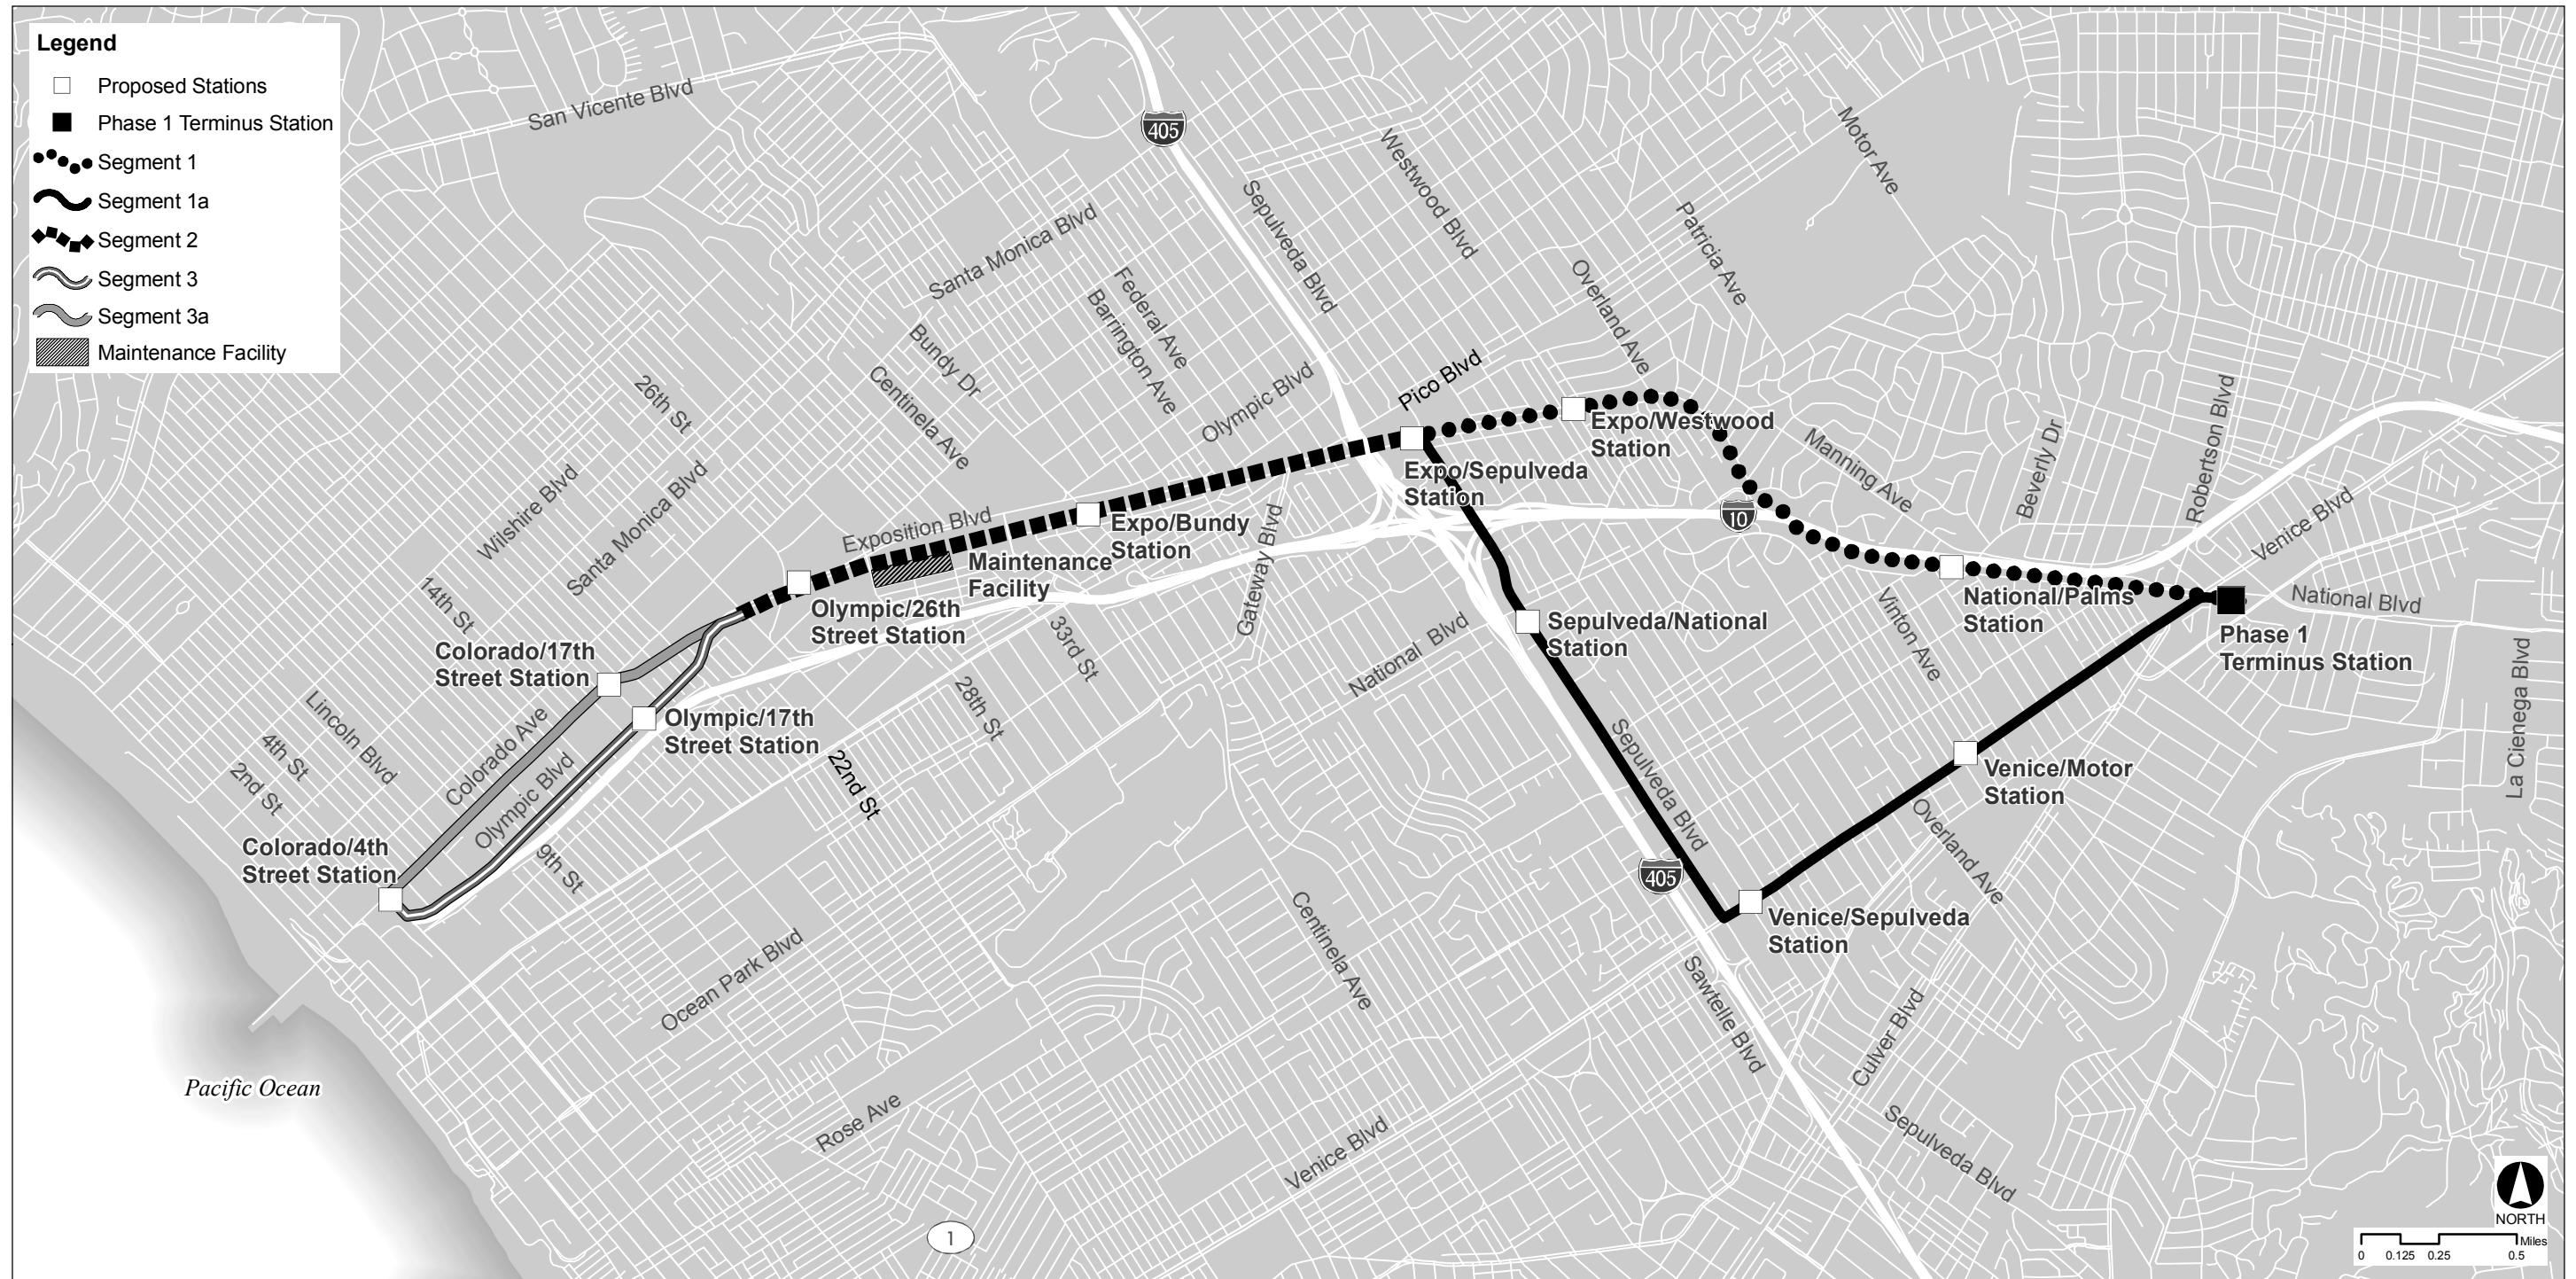 Legend
Proposed Stations
Phase 1 Terminus Station
Segment 1
Segment 1a
Segment 2
Segment 3
Segment 3a
Maintenance Facility
San Vicente Blvd
405
Santa Monica Blvd
Sepulveda Blvd
Westwood Blvd
Motor Ave
Patricia Ave
Overland Ave
Federal Ave
Barrington Ave
Bundy Dr
Centinela Ave
Olympic Blvd
Pico Blvd
26th St
Wilshire Blvd
Santa Monica Blvd
14th St
Exposition Blvd
Expo/Westwood
Station
Expo/Sepulveda
Station
Expo/Bundy
Station
Maintenance
Facility
Manning Ave
Beverly Dr
Robertson Blvd
Venice Blvd
National Blvd
10
Gateway Blvd
National Blvd
Olympic/26th
Street Station
Colorado/17th
Street Station
Olympic/17th
Street Station
Sepulveda/National
Station
National/Palms
Station
Phase 1
Terminus Station
Vinton Ave
La Cienega Blvd
33rd St
28th St
22nd St
Lincoln Blvd
4th St
2nd St
Colorado Ave
Olympic Blvd
9th St
Colorado/4th
Street Station
Sepulveda Blvd
Venice/Motor
Station
Overland Ave
405
Venice/Sepulveda
Station
Ocean Park Blvd
Centinela Ave
Sawtelle Blvd
Culver Blvd
Pacific Ocean
Rose Ave
Venice Blvd
Sepulveda Blvd
1
NORTH
Miles
0 0.125 0.25 0.5